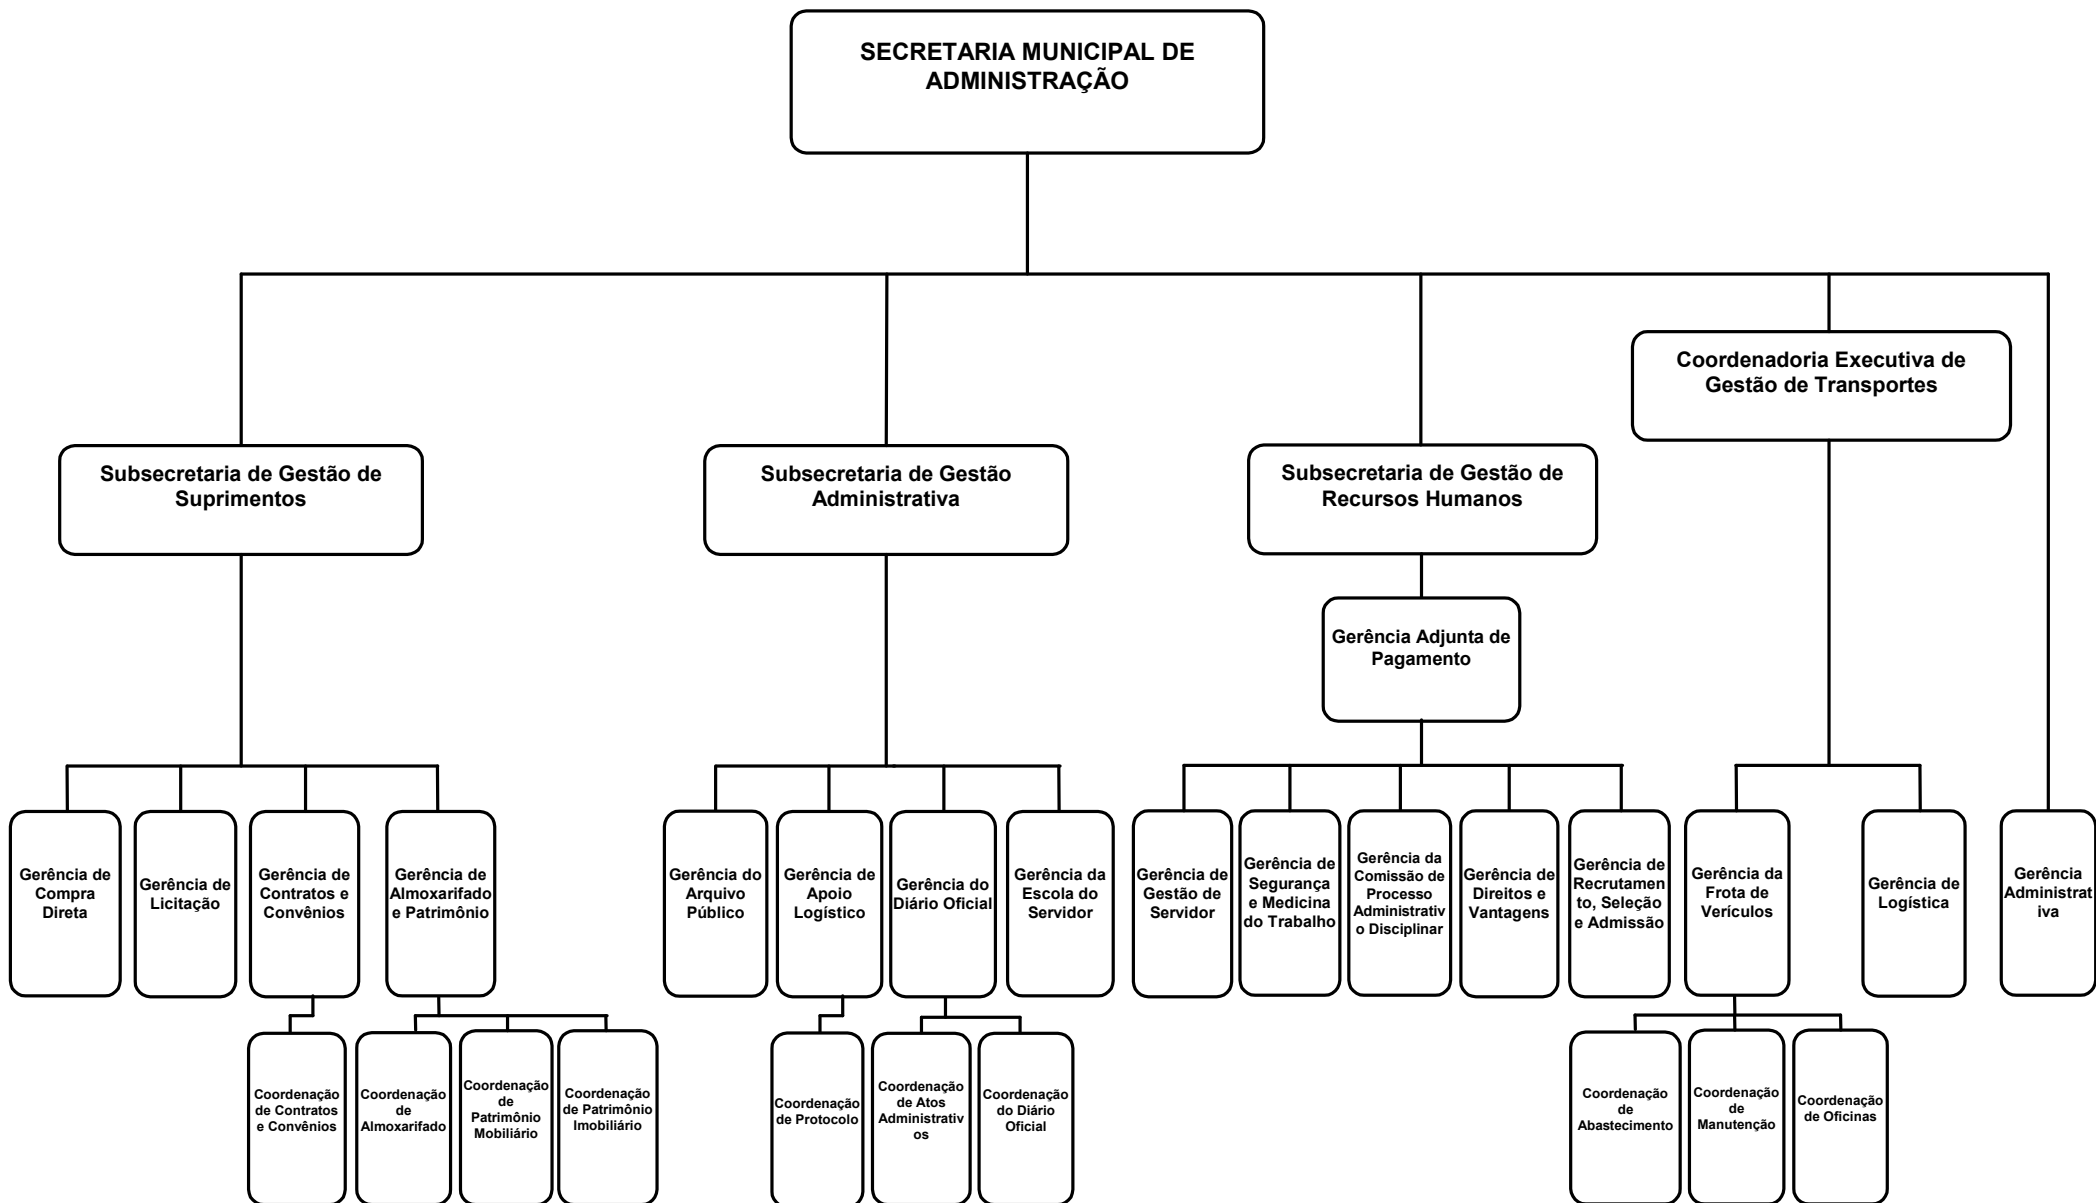 SECRETARIA MUNICIPAL DE
ADMINISTRAÇÃO
Coordenadoria Executiva de
Gestão de Transportes
Subsecretaria de Gestão de
Suprimentos
Subsecretaria de Gestão
Administrativa
Subsecretaria de Gestão de
Recursos Humanos
Gerência Adjunta de
Pagamento
Gerência de
Compra
Direta
Gerência de
Licitação
Gerência de
Contratos e
Convênios
Gerência de
Almoxarifado
e Patrimônio
Gerência do
Arquivo
Público
Gerência de
Apoio
Logístico
Gerência do
Diário Oficial
Gerência da
Escola do
Servidor
Gerência de
Gestão de
Servidor
Gerência de
Segurança
e Medicina
do Trabalho
Gerência da
Comissão de
Processo
Administrativ
o Disciplinar
Gerência de
Direitos e
Vantagens
Gerência de
Recrutamen
to, Seleção
e Admissão
Gerência da
Frota de
Verículos
Gerência de
Logística
Gerência
Administrat
iva
Coordenação
de Contratos
e Convênios
Coordenação
de
Almoxarifado
Coordenação
de
Patrimônio
Mobiliário
Coordenação
de Patrimônio
Imobiliário
Coordenação
de Protocolo
Coordenação
de Atos
Administrativ
os
Coordenação
do Diário
Oficial
Coordenação
de
Abastecimento
Coordenação
de
Manutenção
Coordenação
de Oficinas